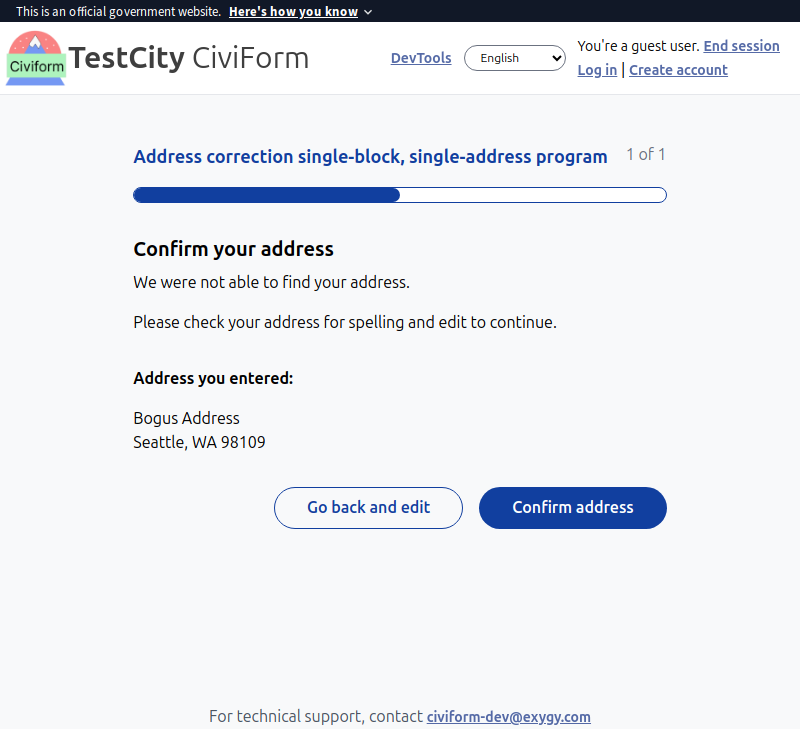 This is an official government website. Here's how you know
Civiform
TestCity CiviForm
DevTools
English
You're a guest user. End session
Log in | Create account
Address correction single-block, single-address program
1 of 1
Confirm your address
We were not able to find your address.
Please check your address for spelling and edit to continue.
Address you entered:
Bogus Address
Seattle, WA 98109
Go back and edit
Confirm address
For technical support, contact civiform-dev@exygy.com